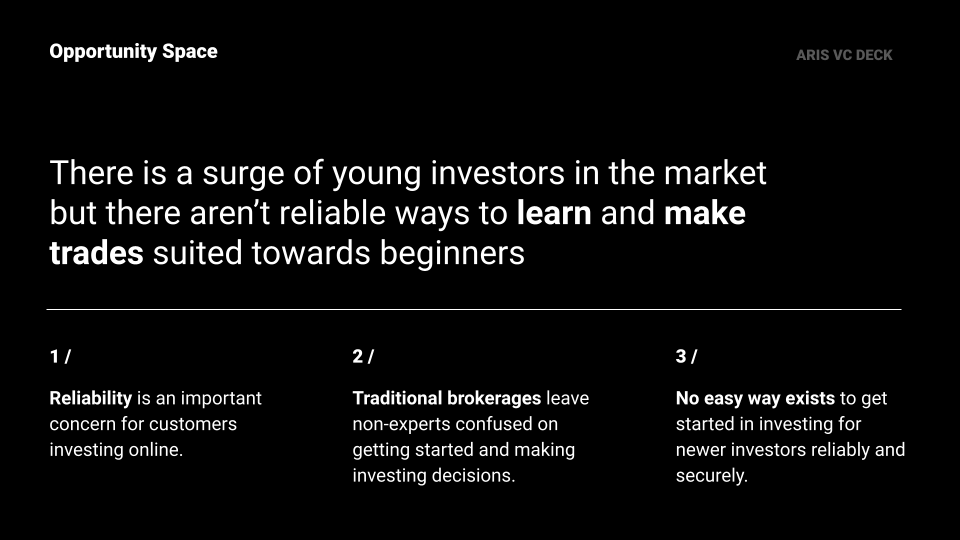 Opportunity Space
ARIS VC DECK
There is a surge of young investors in the market
but there aren’t reliable ways to learn and make
trades suited towards beginners
1 /
Reliability is an important
concern for customers
investing online.
2 /
Traditional brokerages leave
non-experts confused on
getting started and making
investing decisions.
3 /
No easy way exists to get
started in investing for
newer investors reliably and
securely.